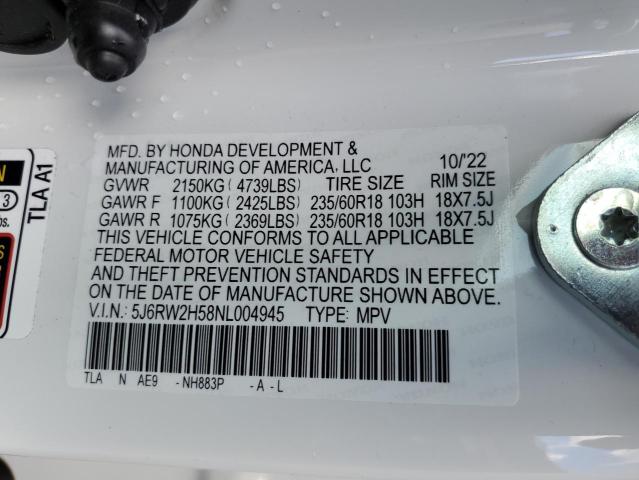 MFD. BY HONDA DEVELOPMENT &
MANUFACTURING OF AMERICA, LLC 10/'22
GVWR 2150KG ( 4739LBS) TIRE SIZE RIM SIZE
GAWR F 1100KG ( 2425LBS) 235/60R18 103H 18X7.5J
GAWR R 1075KG ( 2369LBS) 235/60R18 103H 18X7.5J
THIS VEHICLE CONFORMS TO ALL APPLICABLE
FEDERAL MOTOR VEHICLE SAFETY
AND THEFT PREVENTION STANDARDS IN EFFECT
ON THE DATE OF MANUFACTURE SHOWN ABOVE.
V.I.N.: 5J6RW2H58NL004945 TYPE: MPV
TLA N AE9 -NH883P -A -L
TLA A1
3